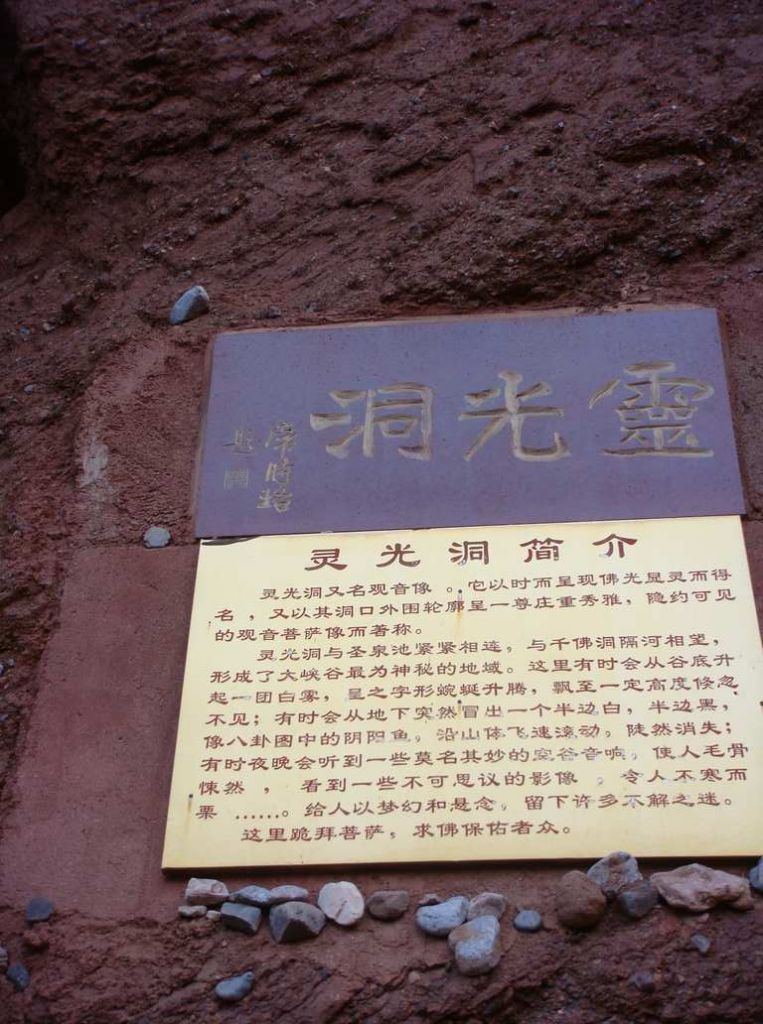 靈光洞
题
灵光洞简介
灵光洞又名观音像。它以时而呈现佛光显灵而得
名，又以其洞口外围轮廓呈一尊庄重秀雅，隐约可见
的观音菩萨像而著称。
灵光洞与圣泉池紧紧相连，与千佛洞隔河相望，
形成了大峡谷最为神秘的地域。这里有时会从谷底升
起一团白雾，呈之字形蜿蜒升腾，飘至一定高度倏忽
不见；有时会从地下突然冒出一个半边白，半边黑，
像八卦图中的阴阳鱼，沿山体飞速滚动，陡然消失；
有时夜晚会听到一些莫名其妙的空谷音响，使人毛骨
悚然，看到一些不可思议的影像，令人不寒而
栗……。给人以梦幻和悬念，留下许多不解之迷。
这里跪拜菩萨，求佛保佑者众。